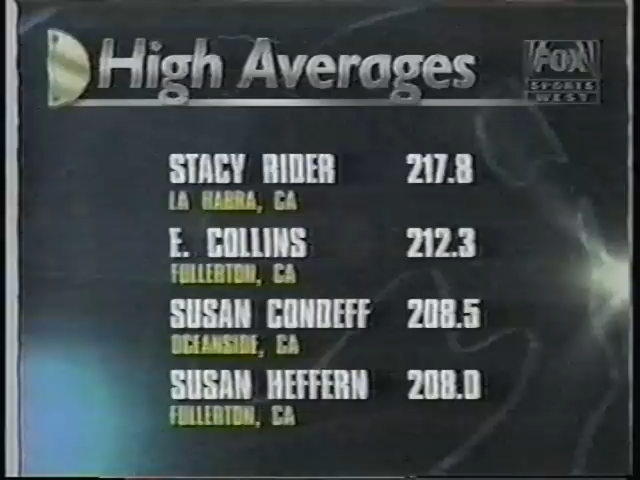 High Averages
FOX
SPORTS
WEST
STACY RIDER 217.8
LA HABRA, CA
E. COLLINS 212.3
FULLERTON, CA
SUSAN CONDEFF 208.5
OCEANSIDE, CA
SUSAN HEFFERN 208.0
FULLERTON, CA